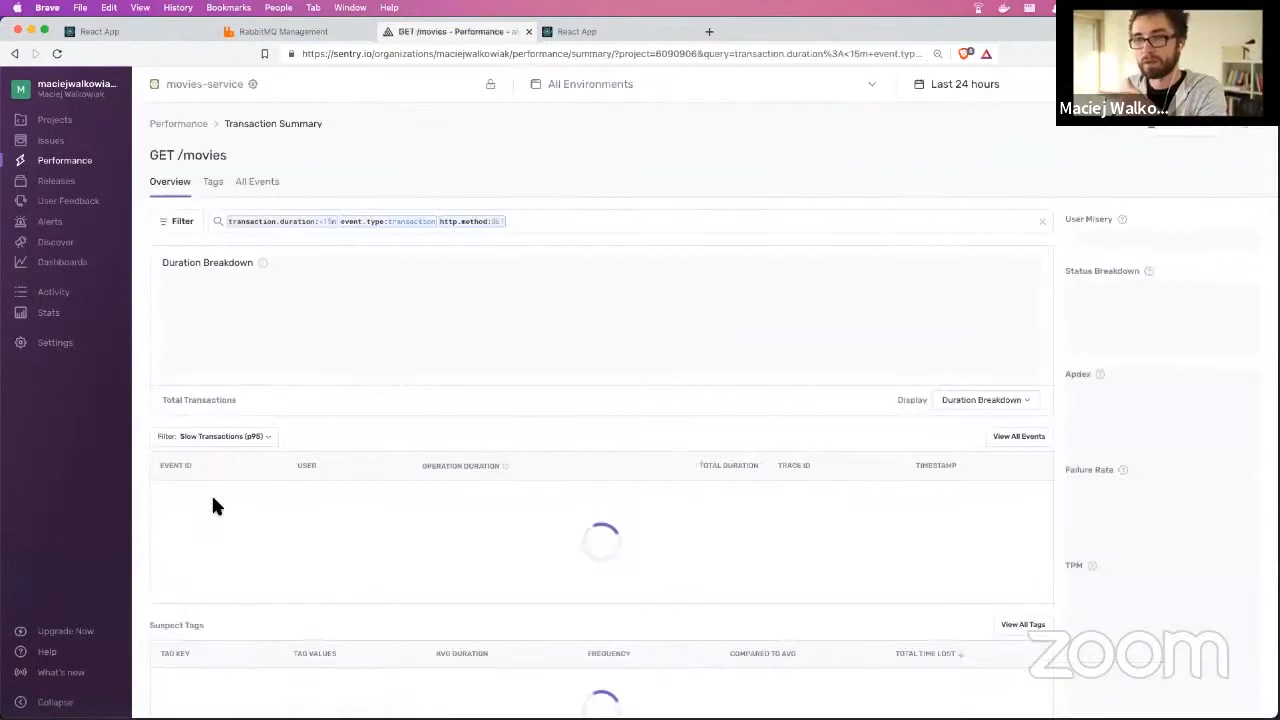 Brave File Edit View History Bookmarks People Tab Window Help
React App
RabbitMQ Management
GET /movies - Performance - 
React App
https://sentry.io/organizations/maciejwalkowiak/performance/summary/?project=6090906&query=transaction.duration%3A<15m+event.typ...
Maciej Walko...
M
maciejwalkowia...
Maciej Walkowiak
Projects
Issues
Performance
Releases
User Feedback
Alerts
Discover
Dashboards
Activity
Stats
Settings
Upgrade Now
Help
What's new
Collapse
movies-service
All Environments
Last 24 hours
Performance > Transaction Summary
GET /movies
Overview Tags All Events
Filter transaction.duration:<15m event.type:transaction http.method:GET
Duration Breakdown
Total Transactions
Display Duration Breakdown
Filter: Slow Transactions (p95)
View All Events
EVENT ID USER OPERATION DURATION TOTAL DURATION TRACE ID TIMESTAMP
Suspect Tags
View All Tags
TAG KEY TAG VALUES AVG DURATION FREQUENCY COMPARED TO AVG TOTAL TIME LOST
User Misery
Status Breakdown
Apdex
Failure Rate
TPM
zoom